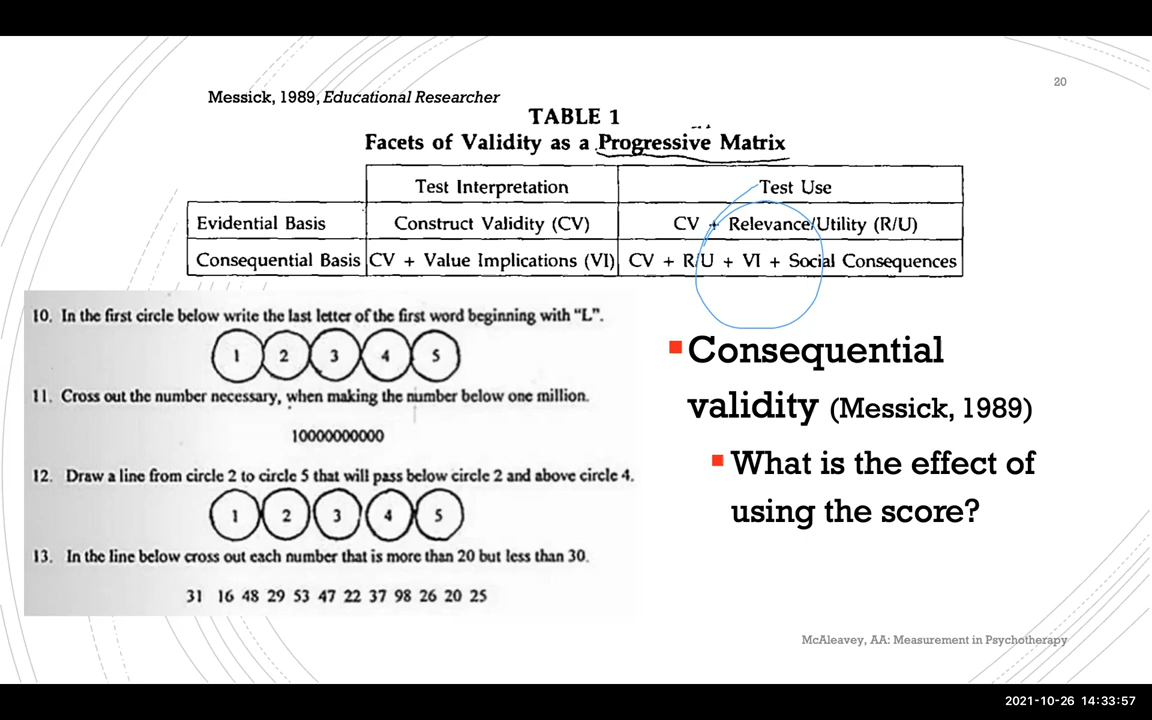 20
Messick, 1989, Educational Researcher
TABLE 1
Facets of Validity as a Progressive Matrix
Test Interpretation Test Use
Evidential Basis Construct Validity (CV) CV + Relevance/Utility (R/U)
Consequential Basis CV + Value Implications (VI) CV + R/U + VI + Social Consequences
10. In the first circle below write the last letter of the first word beginning with “L”.
1 2 3 4 5
11. Cross out the number necessary, when making the number below one million.
10000000000
12. Draw a line from circle 2 to circle 5 that will pass below circle 2 and above circle 4.
1 2 3 4 5
13. In the line below cross out each number that is more than 20 but less than 30.
31 16 48 29 53 47 22 37 98 26 20 25
Consequential
validity (Messick, 1989)
What is the effect of
using the score?
McAleavey, AA: Measurement in Psychotherapy
2021-10-26 14:33:57